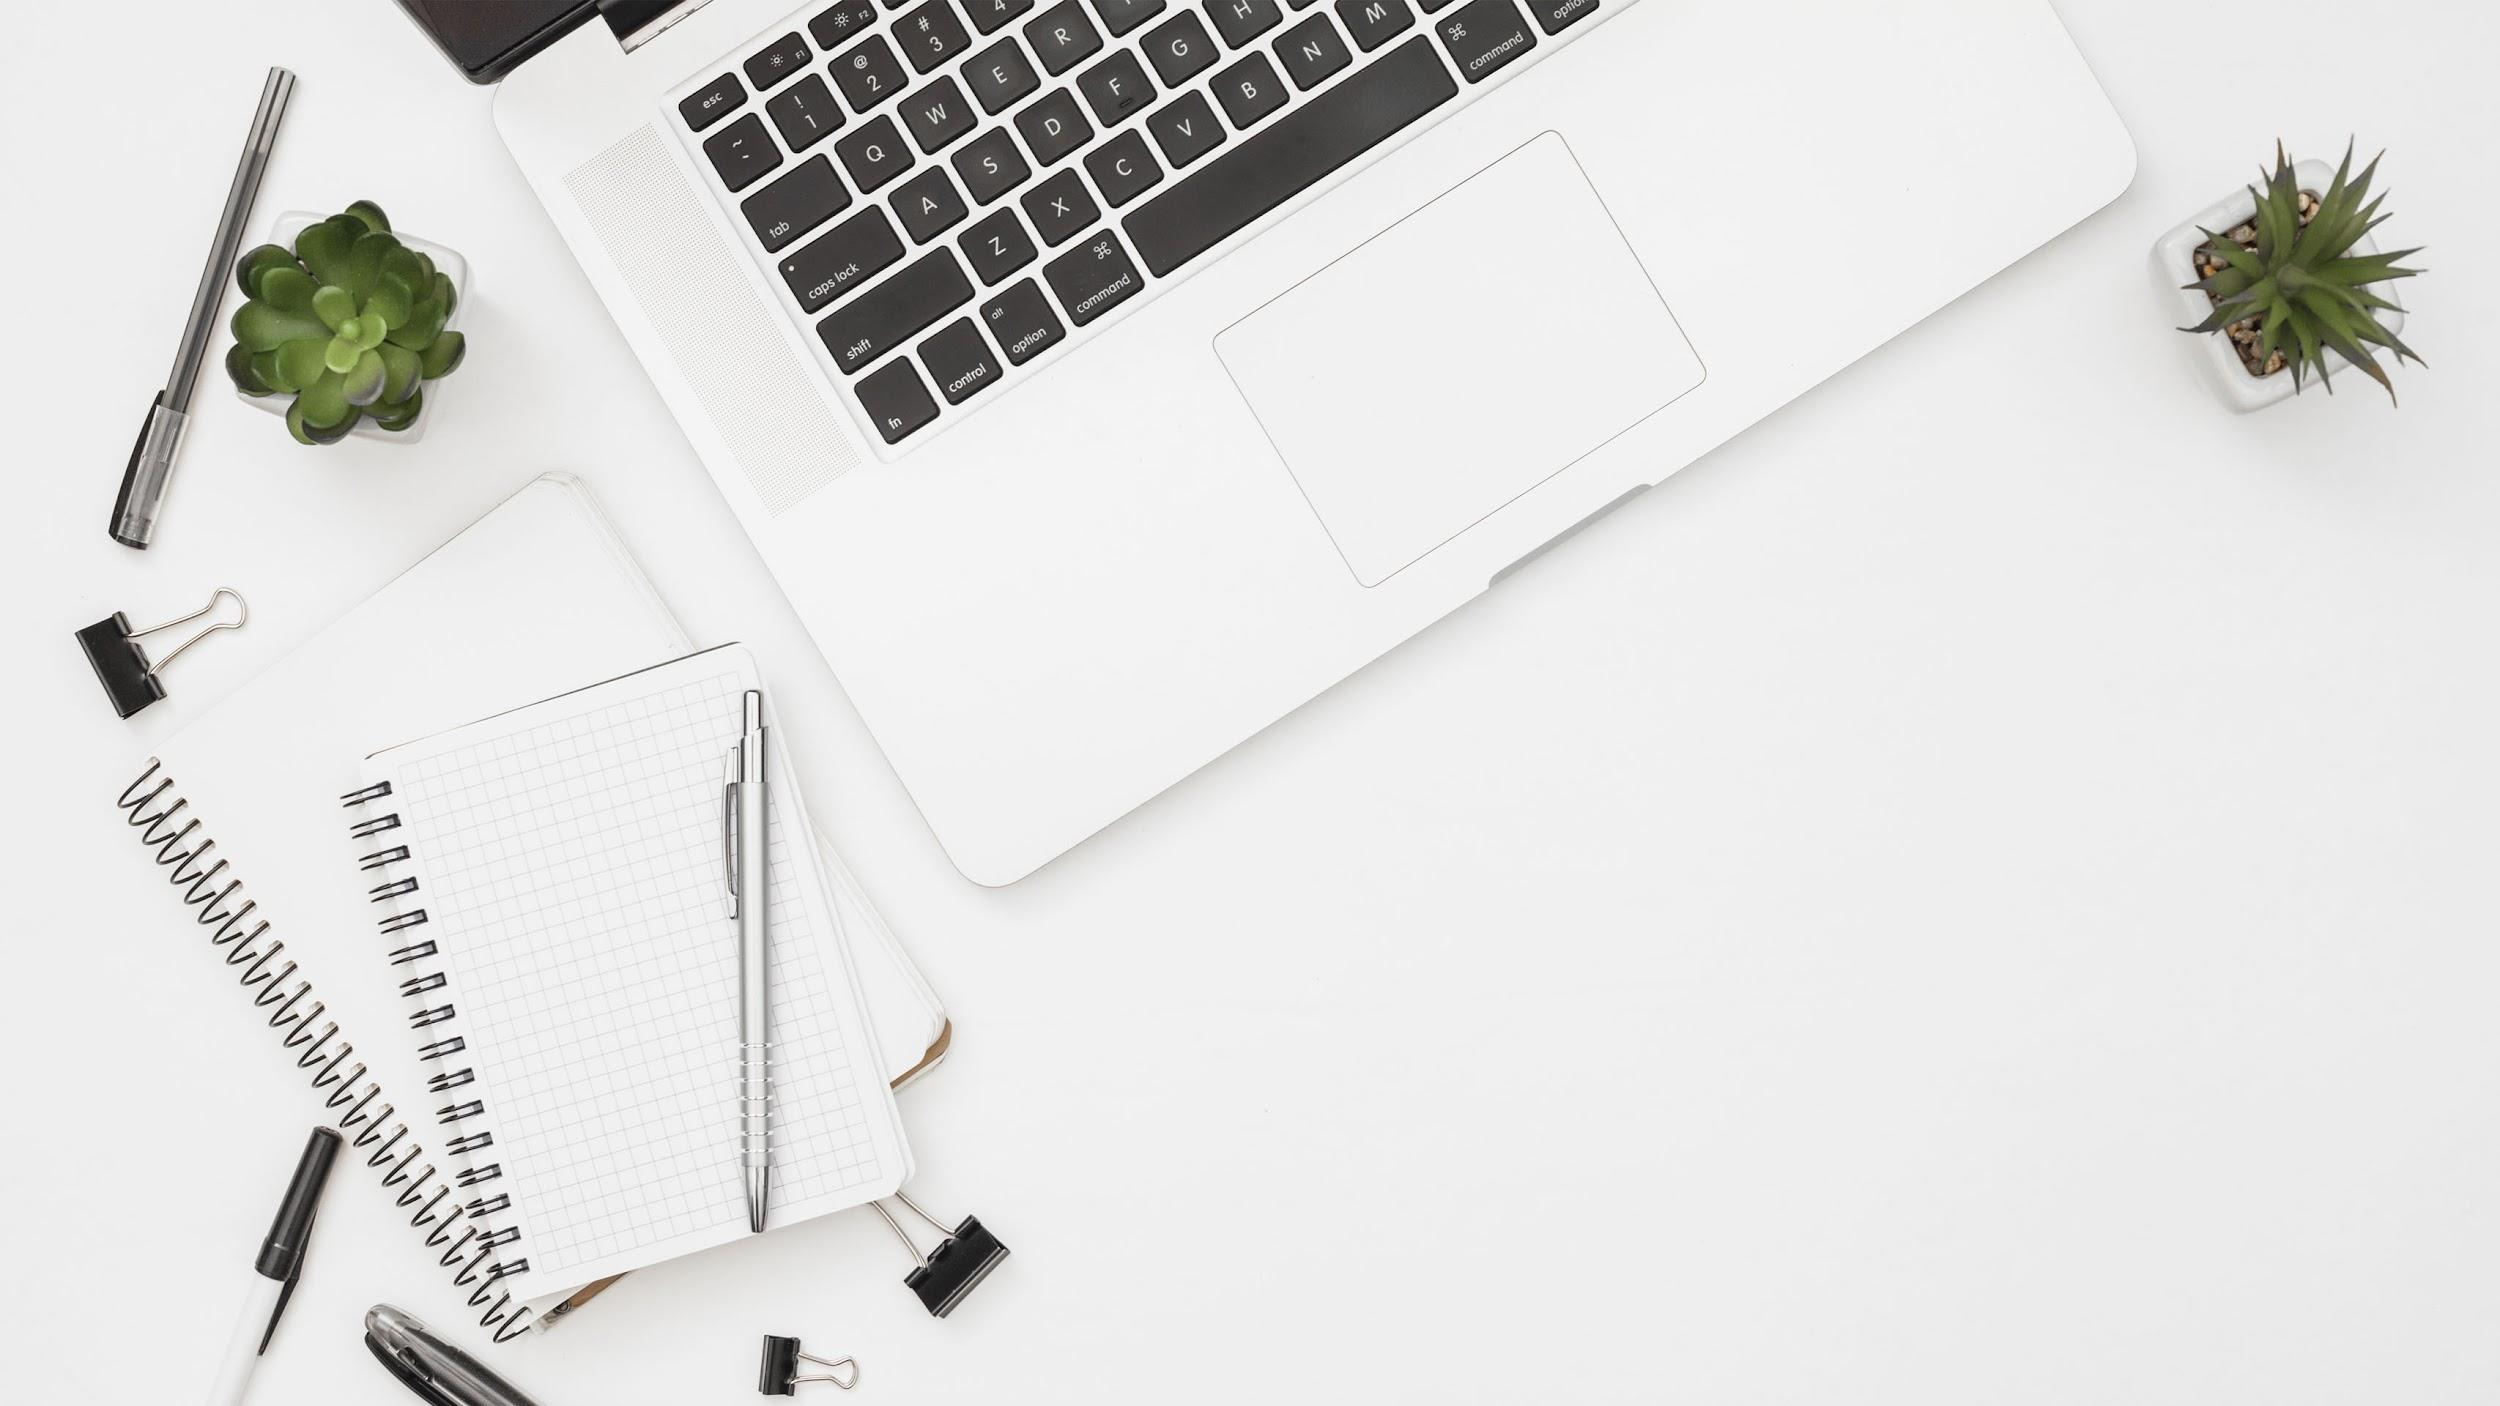 esc F1 F2
~ ! 1 @ 2 # 3 4
tab Q W E R
caps lock A S D F G H
shift Z X C V B N M
fn control alt option ⌘ command ⌘ command option